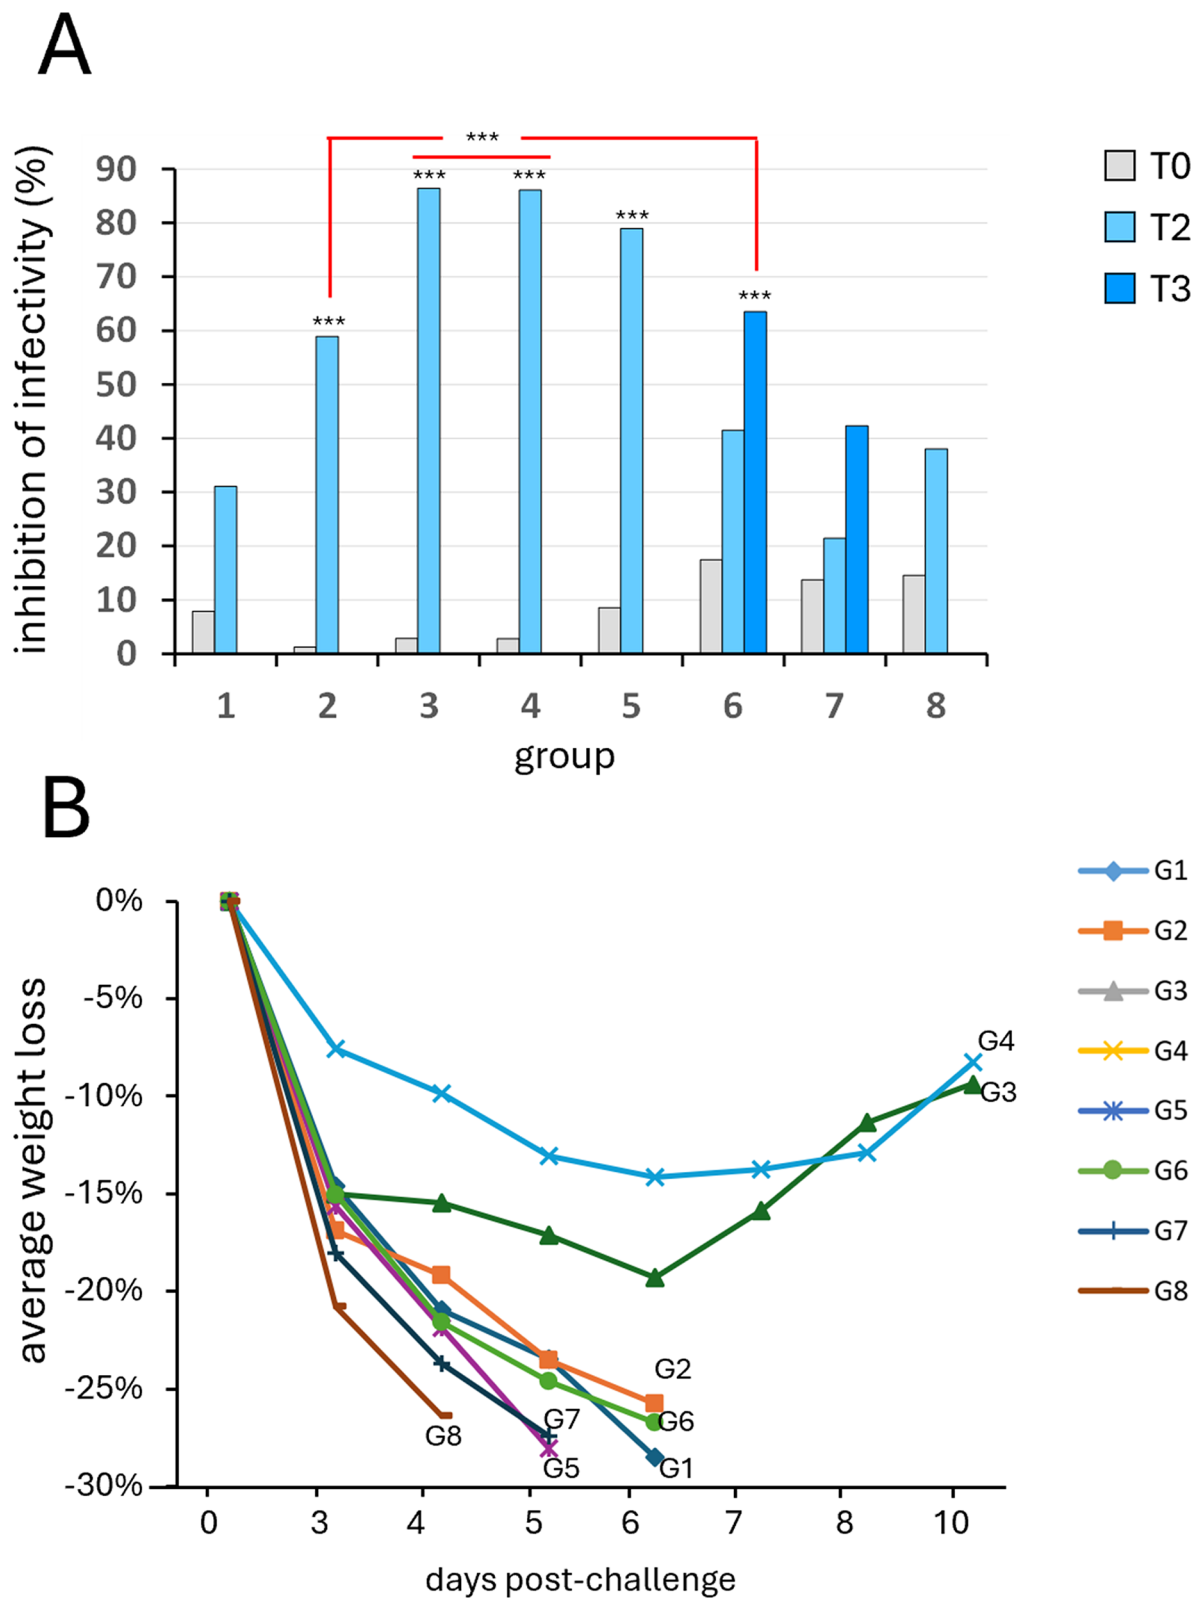 A
inhibition of infectivity (%)
90
80
70
60
50
40
30
20
10
0
***
*** ***
***
***
***
T0
T2
T3
1 2 3 4 5 6 7 8
group
B
average weight loss
0%
-5%
-10%
-15%
-20%
-25%
-30%
G4
G3
G2
G6
G1
G7
G5
G8
G1
G2
G3
G4
G5
G6
G7
G8
0 3 4 5 6 7 8 10
days post-challenge